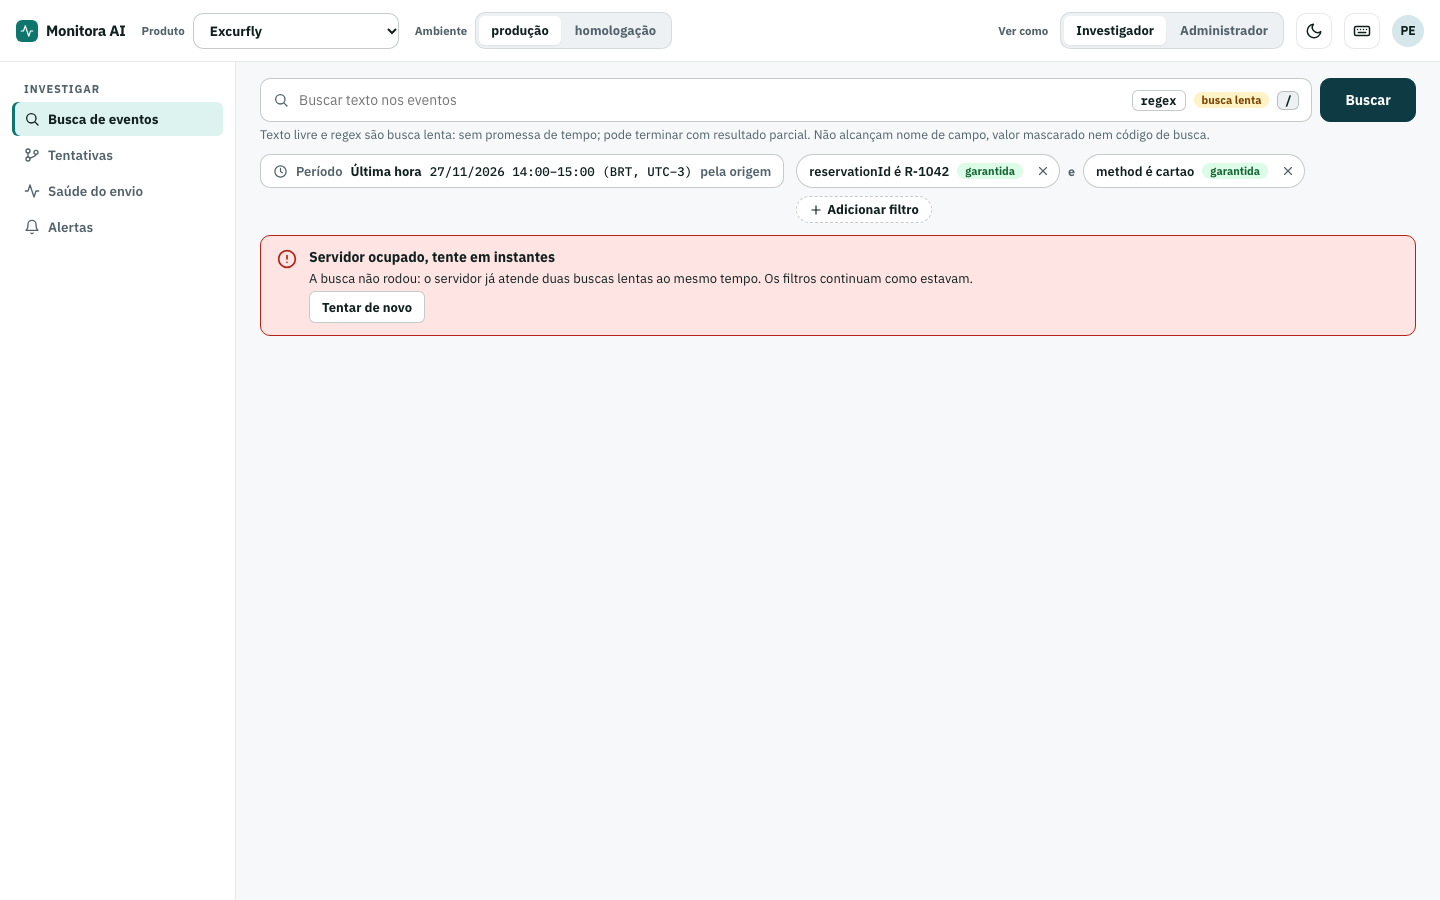 Monitora AI Produto Excurfly Ambiente produção homologação Ver como Investigador Administrador PE
INVESTIGAR
Busca de eventos
Tentativas
Saúde do envio
Alertas
Buscar texto nos eventos regex busca lenta / Buscar
Texto livre e regex são busca lenta: sem promessa de tempo; pode terminar com resultado parcial. Não alcançam nome de campo, valor mascarado nem código de busca.
Período Última hora 27/11/2026 14:00–15:00 (BRT, UTC−3) pela origem reservationId é R-1042 garantida × e method é cartao garantida ×
+ Adicionar filtro
Servidor ocupado, tente em instantes
A busca não rodou: o servidor já atende duas buscas lentas ao mesmo tempo. Os filtros continuam como estavam.
Tentar de novo